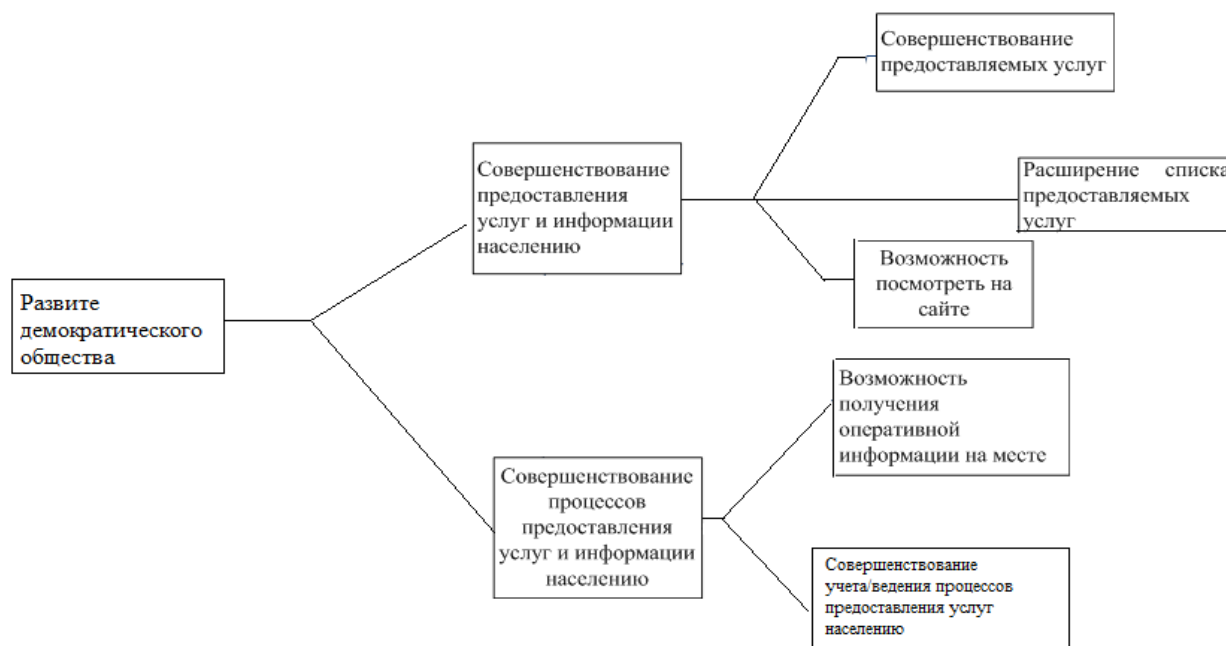 Совершенствование
предоставляемых услуг
Совершенствование
предоставления
услуг и информации
населению
Расширение списка
предоставляемых
услуг
Возможность
посмотреть на
сайте
Развите
демократического
общества
Возможность
получения
оперативной
информации на месте
Совершенствование
процессов
предоставления
услуг и информации
населению
Совершенствование
учета/ведения процессов
предоставления услуг
населению